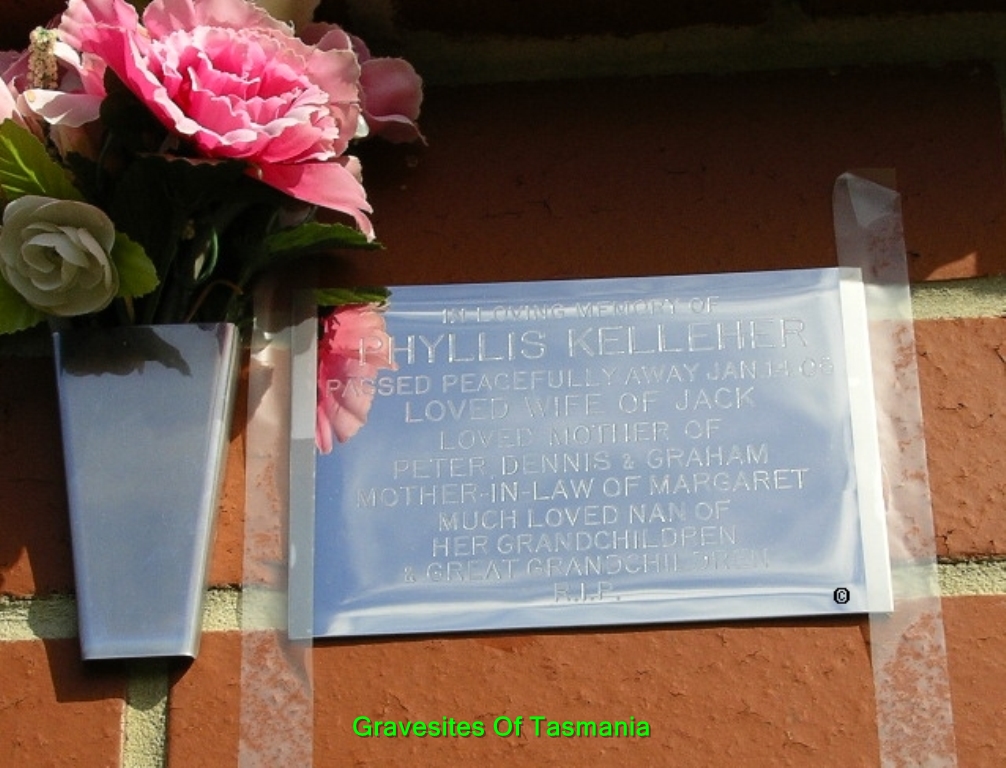 IN LOVING MEMORY OF
PHYLLIS KELLEHER
PASSED PEACEFULLY AWAY JAN.14.06
LOVED WIFE OF JACK
LOVED MOTHER OF
PETER DENNIS & GRAHAM
MOTHER-IN-LAW OF MARGARET
MUCH LOVED NAN OF
HER GRANDCHILDREN
& GREAT GRANDCHILDREN
R.I.P.
©
Gravesites Of Tasmania